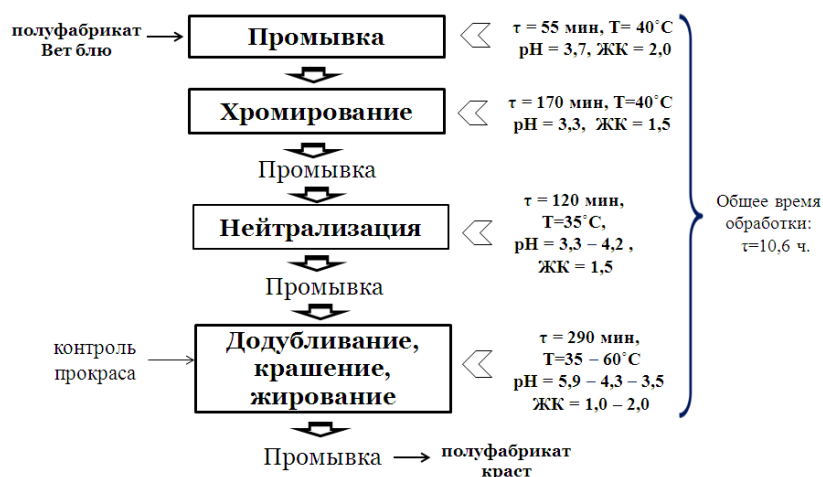 полуфабрикат
Вет блю
Промывка
τ = 55 мин, Т= 40˚С
рН = 3,7, ЖК = 2,0
Хромирование
τ = 170 мин, Т=40˚С
рН = 3,3, ЖК = 1,5
Промывка
Нейтрализация
τ = 120 мин,
Т=35˚С,
рН = 3,3 – 4,2 ,
ЖК = 1,5
Общее время
обработки:
τ=10,6 ч.
Промывка
контроль
прокраса
Додубливание,
крашение,
жирование
τ = 290 мин,
Т=35 – 60˚С
рН = 5,9 – 4,3 – 3,5
ЖК = 1,0 – 2,0
Промывка
полуфабрикат
краст